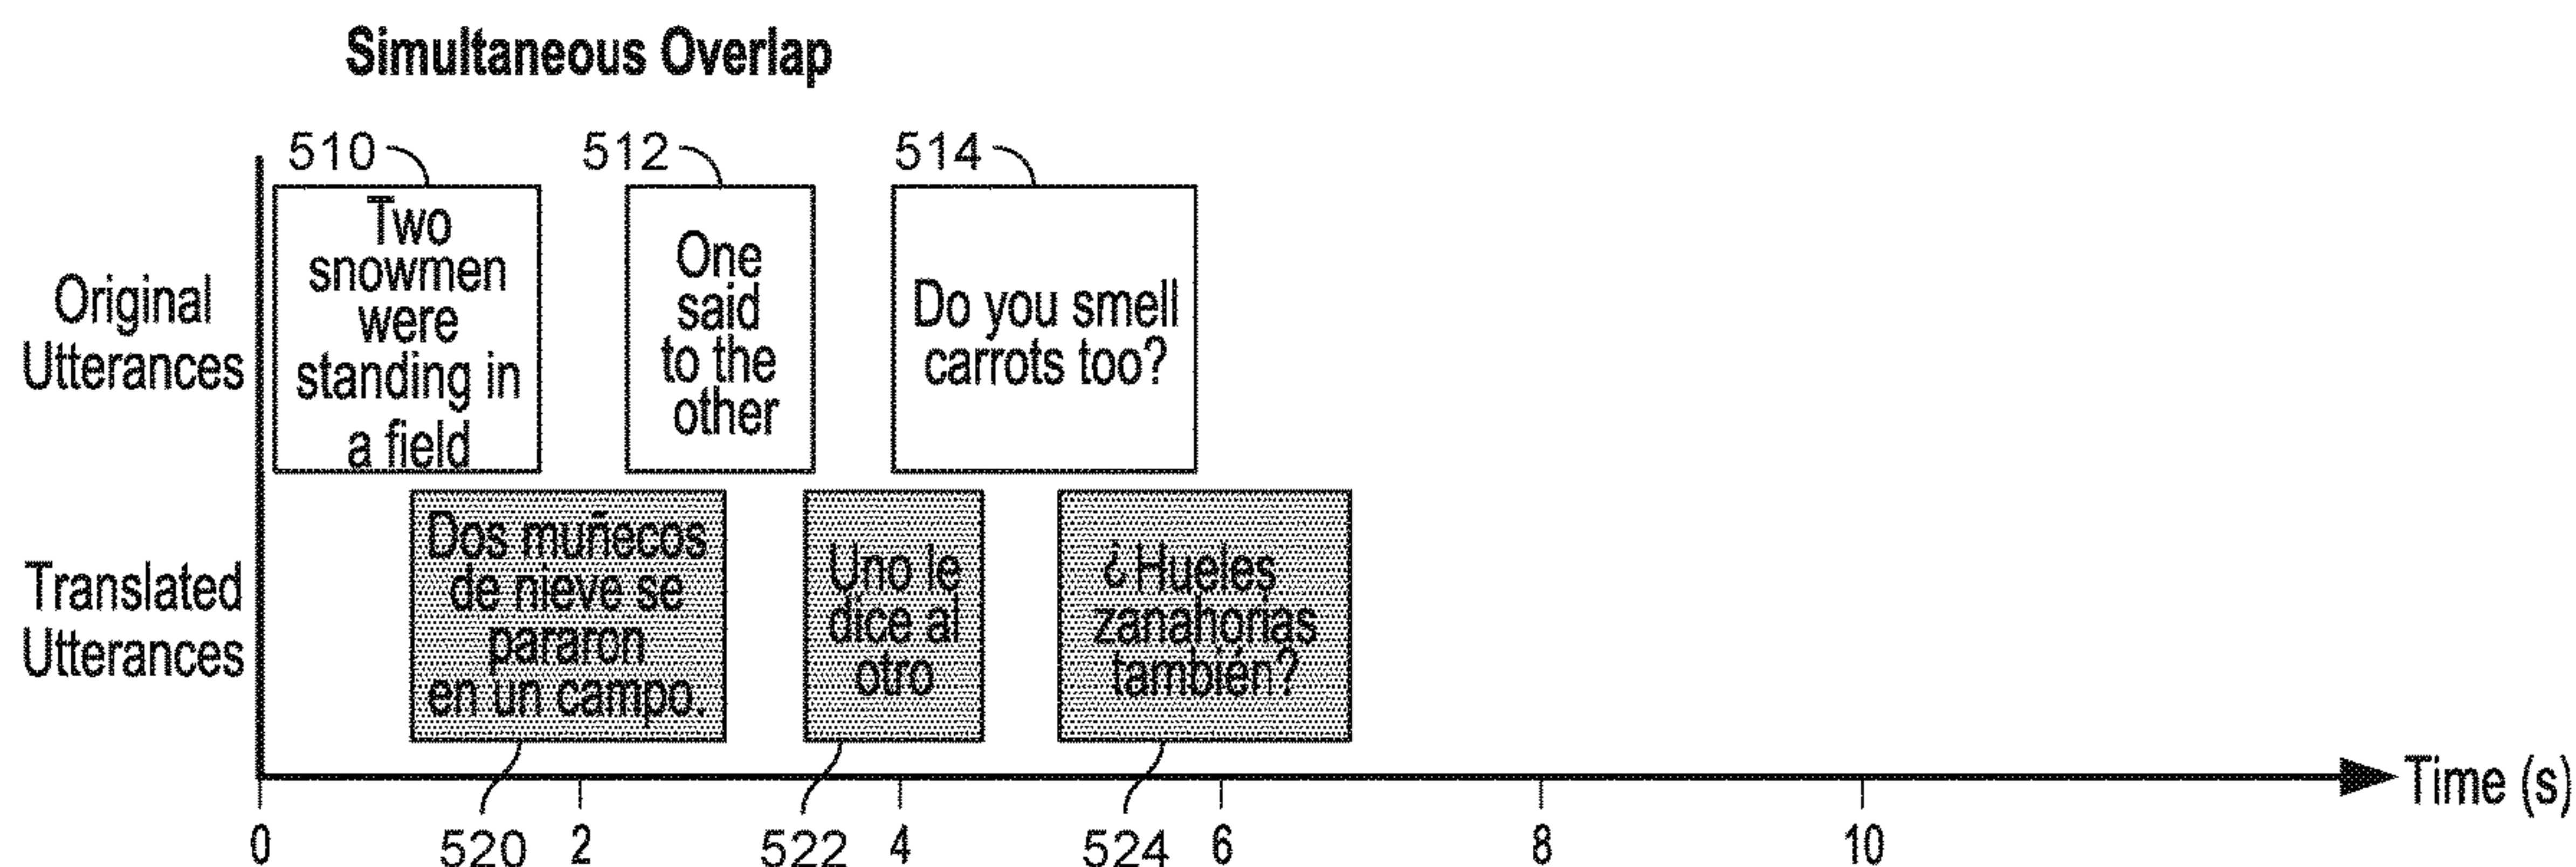 Simultaneous Overlap
510
512
514
Original
Utterances
Two
snowmen
were
standing in
a field
One
said
to the
other
Do you smell
carrots too?
Translated
Utterances
Dos muñecos
de nieve se
pararon
en un campo.
Uno le
dice al
otro
¿Hueles
zanahorias
también?
Time (s)
0
520
2
522
4
524
6
8
10